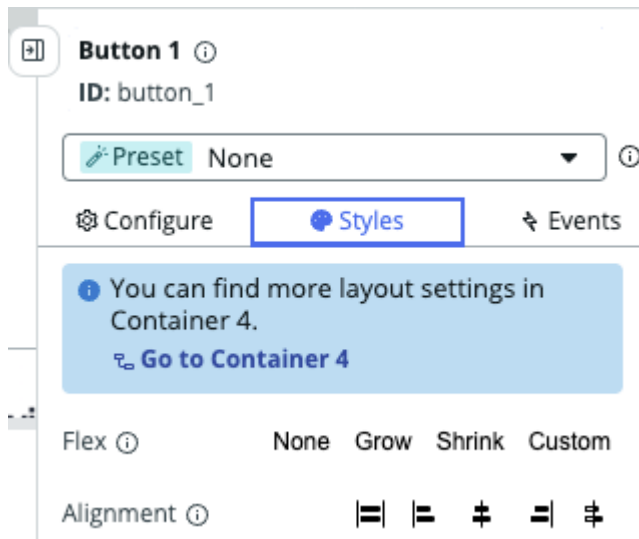 Button 1
ID: button_1
Preset None
Configure Styles Events
You can find more layout settings in
Container 4.
Go to Container 4
Flex None Grow Shrink Custom
Alignment